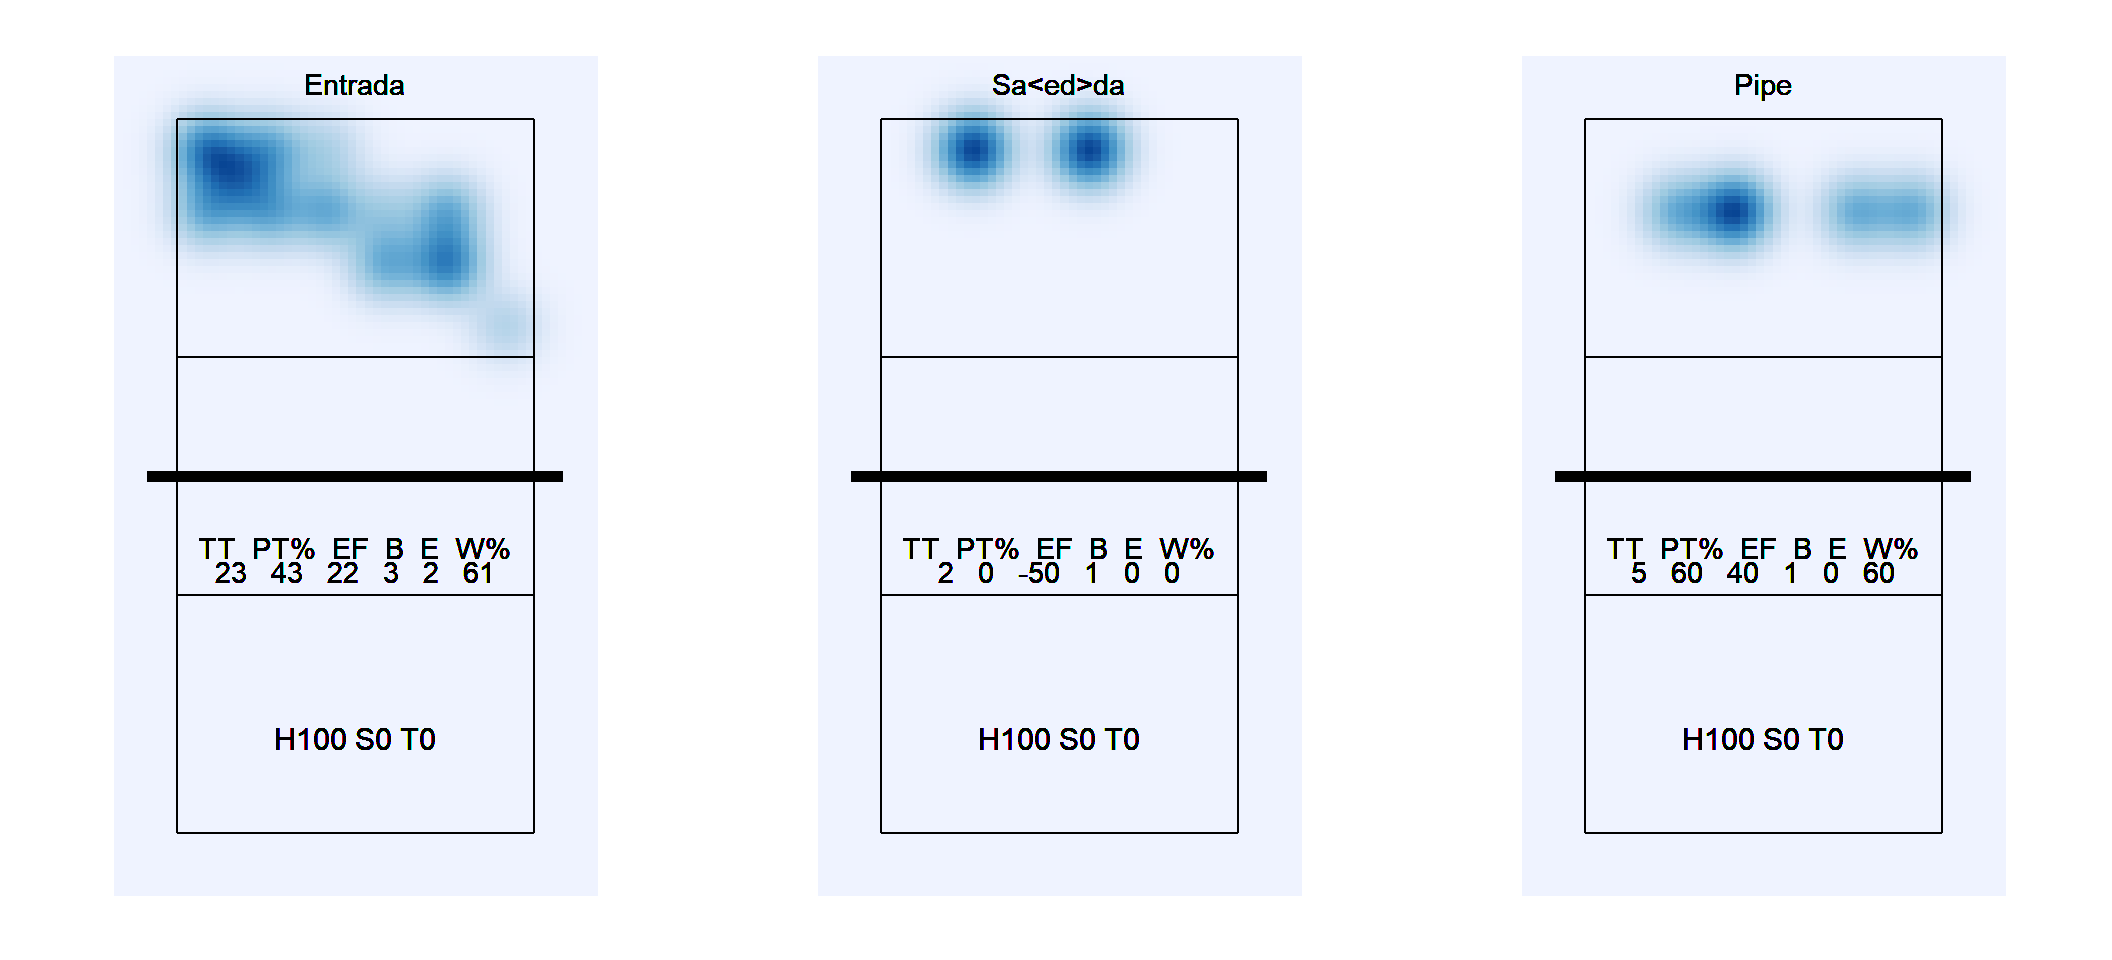 Entrada
TT PT% EF B E W%
23 43 22 3 2 61
H100 S0 T0
Sa<ed>da
TT PT% EF B E W%
2 0 -50 1 0 0
H100 S0 T0
Pipe
TT PT% EF B E W%
5 60 40 1 0 60
H100 S0 T0